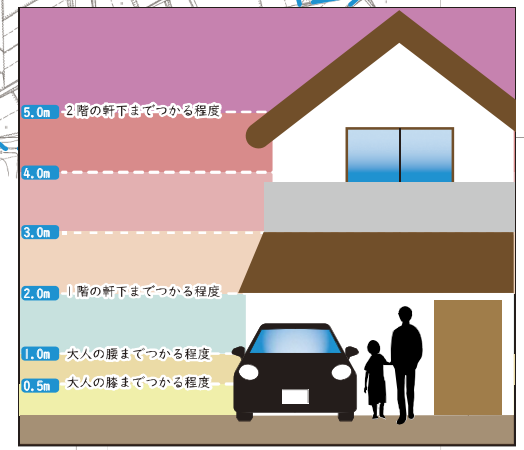 5.0m 2階の軒下までつかる程度
4.0m
3.0m
2.0m 1階の軒下までつかる程度
1.0m 大人の腰までつかる程度
0.5m 大人の膝までつかる程度